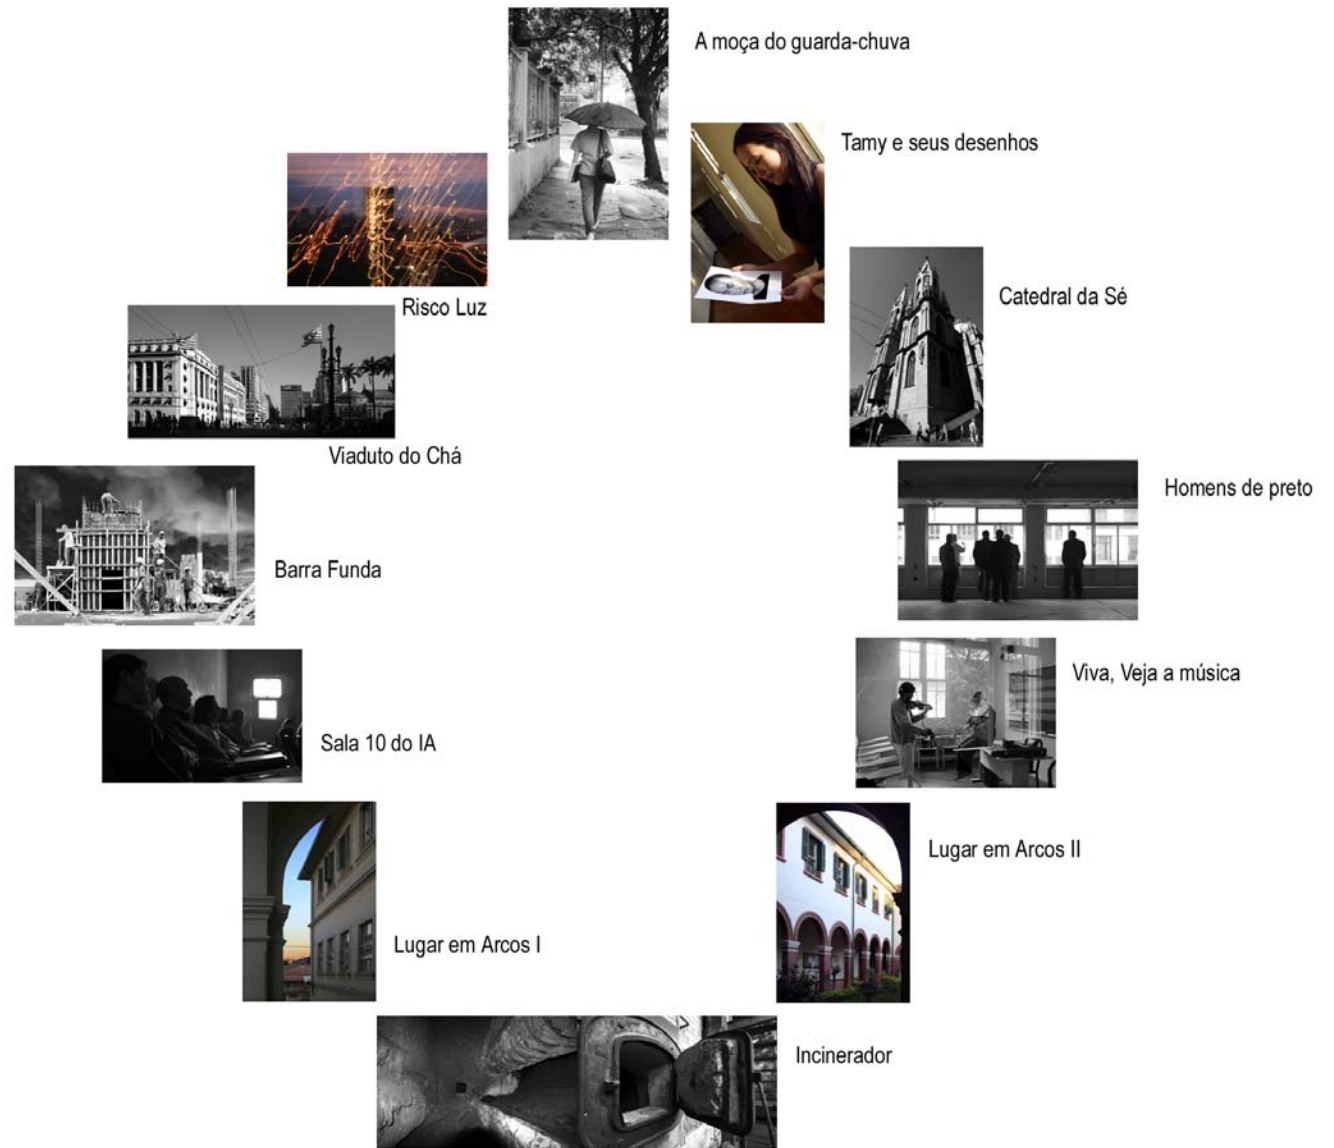 A moça do guarda-chuva
Tamy e seus desenhos
Catedral da Sé
Risco Luz
Viaduto do Chá
Homens de preto
Barra Funda
Viva, Veja a música
Sala 10 do IA
Lugar em Arcos II
Lugar em Arcos I
Incinerador